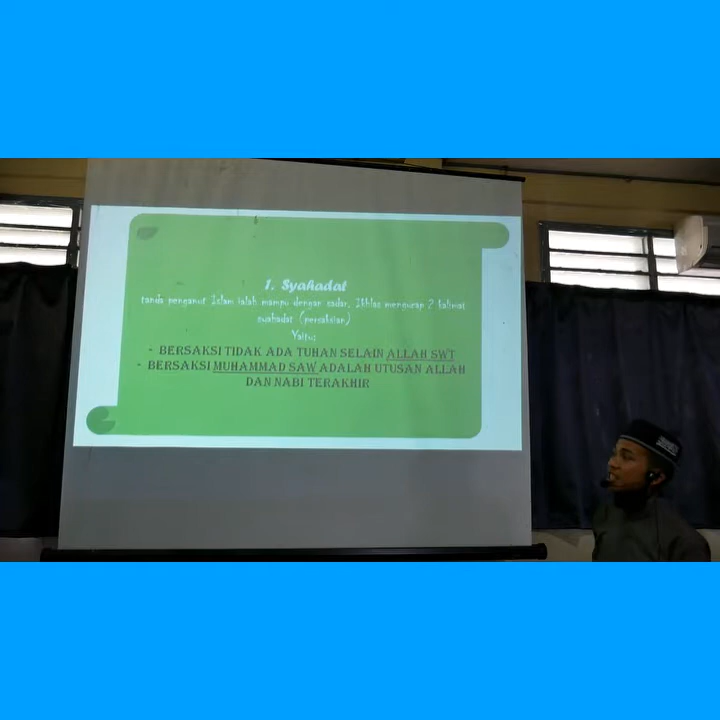 1. Syahadat
tanda penganut Islam ialah mampu dengan sadar, Ikhlas mengucap 2 kalimat
syahadat (persaksian)
Yaitu:
- BERSAKSI TIDAK ADA TUHAN SELAIN ALLAH SWT
- BERSAKSI MUHAMMAD SAW ADALAH UTUSAN ALLAH
DAN NABI TERAKHIR